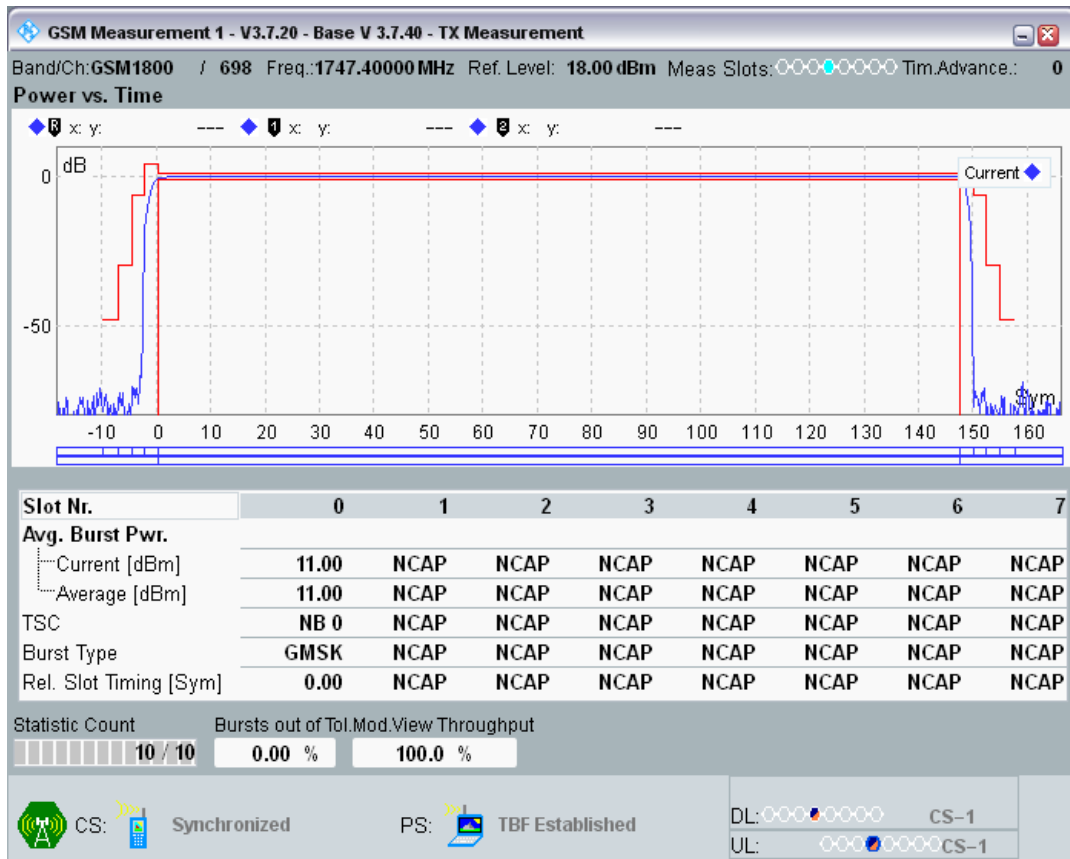 GSM Measurement 1 - V3.7.20 - Base V 3.7.40 - TX Measurement
Band/Ch:GSM1800 / 698 Freq.:1747.40000 MHz Ref. Level: 18.00 dBm Meas Slots: Tim.Advance.: 0
Power vs. Time
R x: y: --- 1 x: y: --- 2 x: y: ---
dB
Current
0
-50
Sym
-10 0 10 20 30 40 50 60 70 80 90 100 110 120 130 140 150 160
Slot Nr. 0 1 2 3 4 5 6 7
Avg. Burst Pwr.
Current [dBm] 11.00 NCAP NCAP NCAP NCAP NCAP NCAP NCAP
Average [dBm] 11.00 NCAP NCAP NCAP NCAP NCAP NCAP NCAP
TSC NB 0 NCAP NCAP NCAP NCAP NCAP NCAP NCAP
Burst Type GMSK NCAP NCAP NCAP NCAP NCAP NCAP NCAP
Rel. Slot Timing [Sym] 0.00 NCAP NCAP NCAP NCAP NCAP NCAP NCAP
Statistic Count Bursts out of Tol.Mod.View Throughput
10 / 10 0.00 % 100.0 %
CS: Synchronized PS: TBF Established
DL: CS-1
UL: CS-1